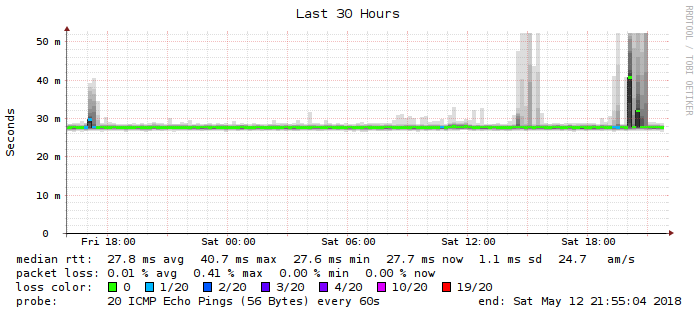 Last 30 Hours
RRDTOOL / TOBI OETIKER
Seconds
50 m
40 m
30 m
20 m
10 m
0
Fri 18:00 Sat 00:00 Sat 06:00 Sat 12:00 Sat 18:00
median rtt: 27.8 ms avg 40.7 ms max 27.6 ms min 27.7 ms now 1.1 ms sd 24.7 am/s
packet loss: 0.01 % avg 0.41 % max 0.00 % min 0.00 % now
loss color: 0 1/20 2/20 3/20 4/20 10/20 19/20
probe: 20 ICMP Echo Pings (56 Bytes) every 60s end: Sat May 12 21:55:04 2018